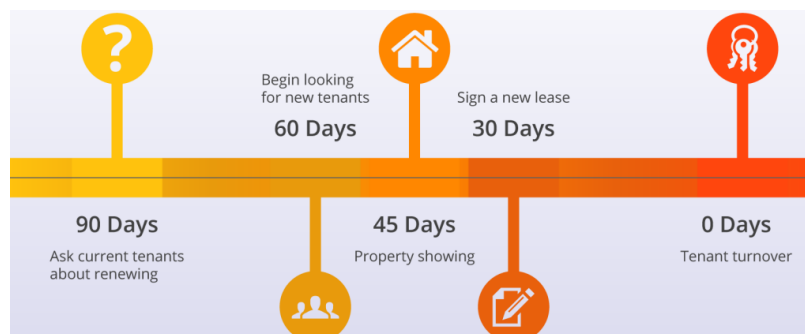 ?
Begin looking
for new tenants
60 Days
Sign a new lease
30 Days
90 Days
Ask current tenants
about renewing
45 Days
Property showing
0 Days
Tenant turnover